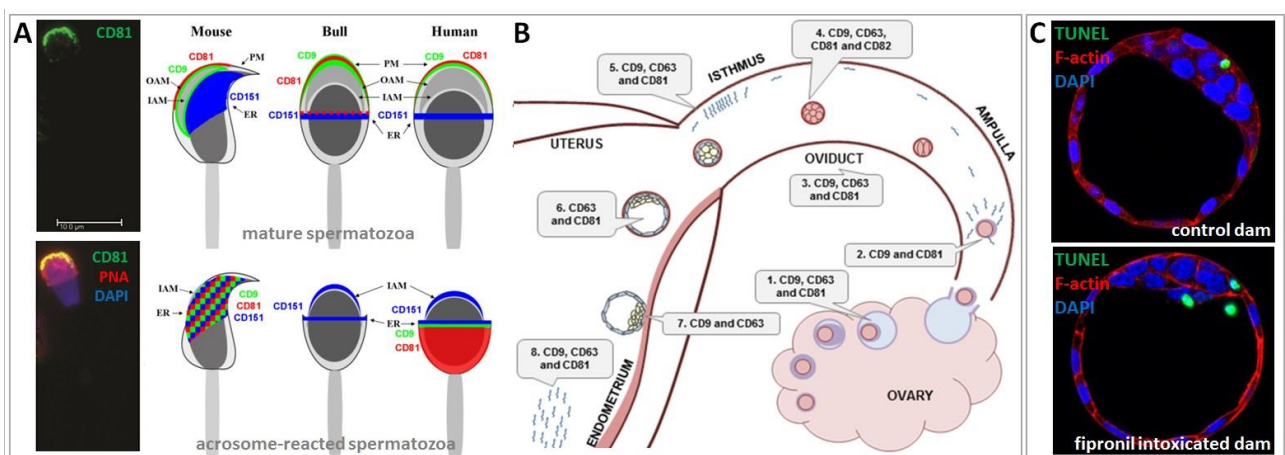 A
CD81
10.0 µm
CD81
PNA
DAPI
Mouse
Bull
Human
CD81
CD9
PM
OAM
IAM
CD151
ER
CD9
CD81
PM
OAM
IAM
CD151
ER
CD9
CD81
CD151
mature spermatozoa
IAM
ER
CD9
CD81
CD151
IAM
CD151
ER
CD151
CD9
CD81
acrosome-reacted spermatozoa
B
4. CD9, CD63,
CD81 and CD82
5. CD9, CD63
and CD81
ISTHMUS
AMPULLA
UTERUS
OVIDUCT
3. CD9, CD63
and CD81
6. CD63
and CD81
2. CD9 and CD81
1. CD9, CD63
and CD81
7. CD9 and CD63
8. CD9, CD63
and CD81
ENDOMETRIUM
OVARY
C
TUNEL
F-actin
DAPI
control dam
TUNEL
F-actin
DAPI
fipronil intoxicated dam